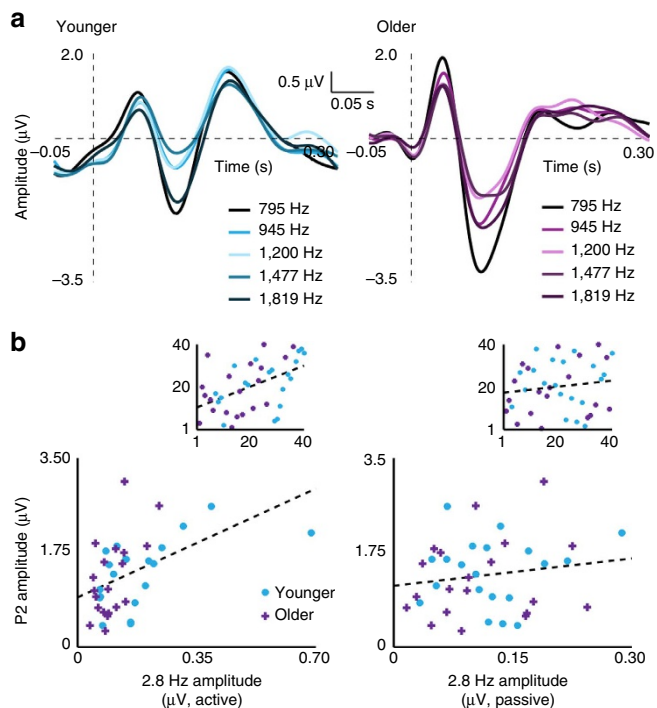 a
Younger
Older
2.0
2.0
0.5 μV
0.05 s
Amplitude (μV)
−0.05
0.30
−0.05
0.30
Time (s)
Time (s)
795 Hz
945 Hz
1,200 Hz
1,477 Hz
1,819 Hz
−3.5
795 Hz
945 Hz
1,200 Hz
1,477 Hz
1,819 Hz
−3.5
b
40
20
1
1 20 40
40
20
1
1 20 40
P2 amplitude (μV)
3.50
1.75
0
0 0.35 0.70
Younger
Older
2.8 Hz amplitude
(μV, active)
3.5
1.75
0
0 0.15 0.30
2.8 Hz amplitude
(μV, passive)